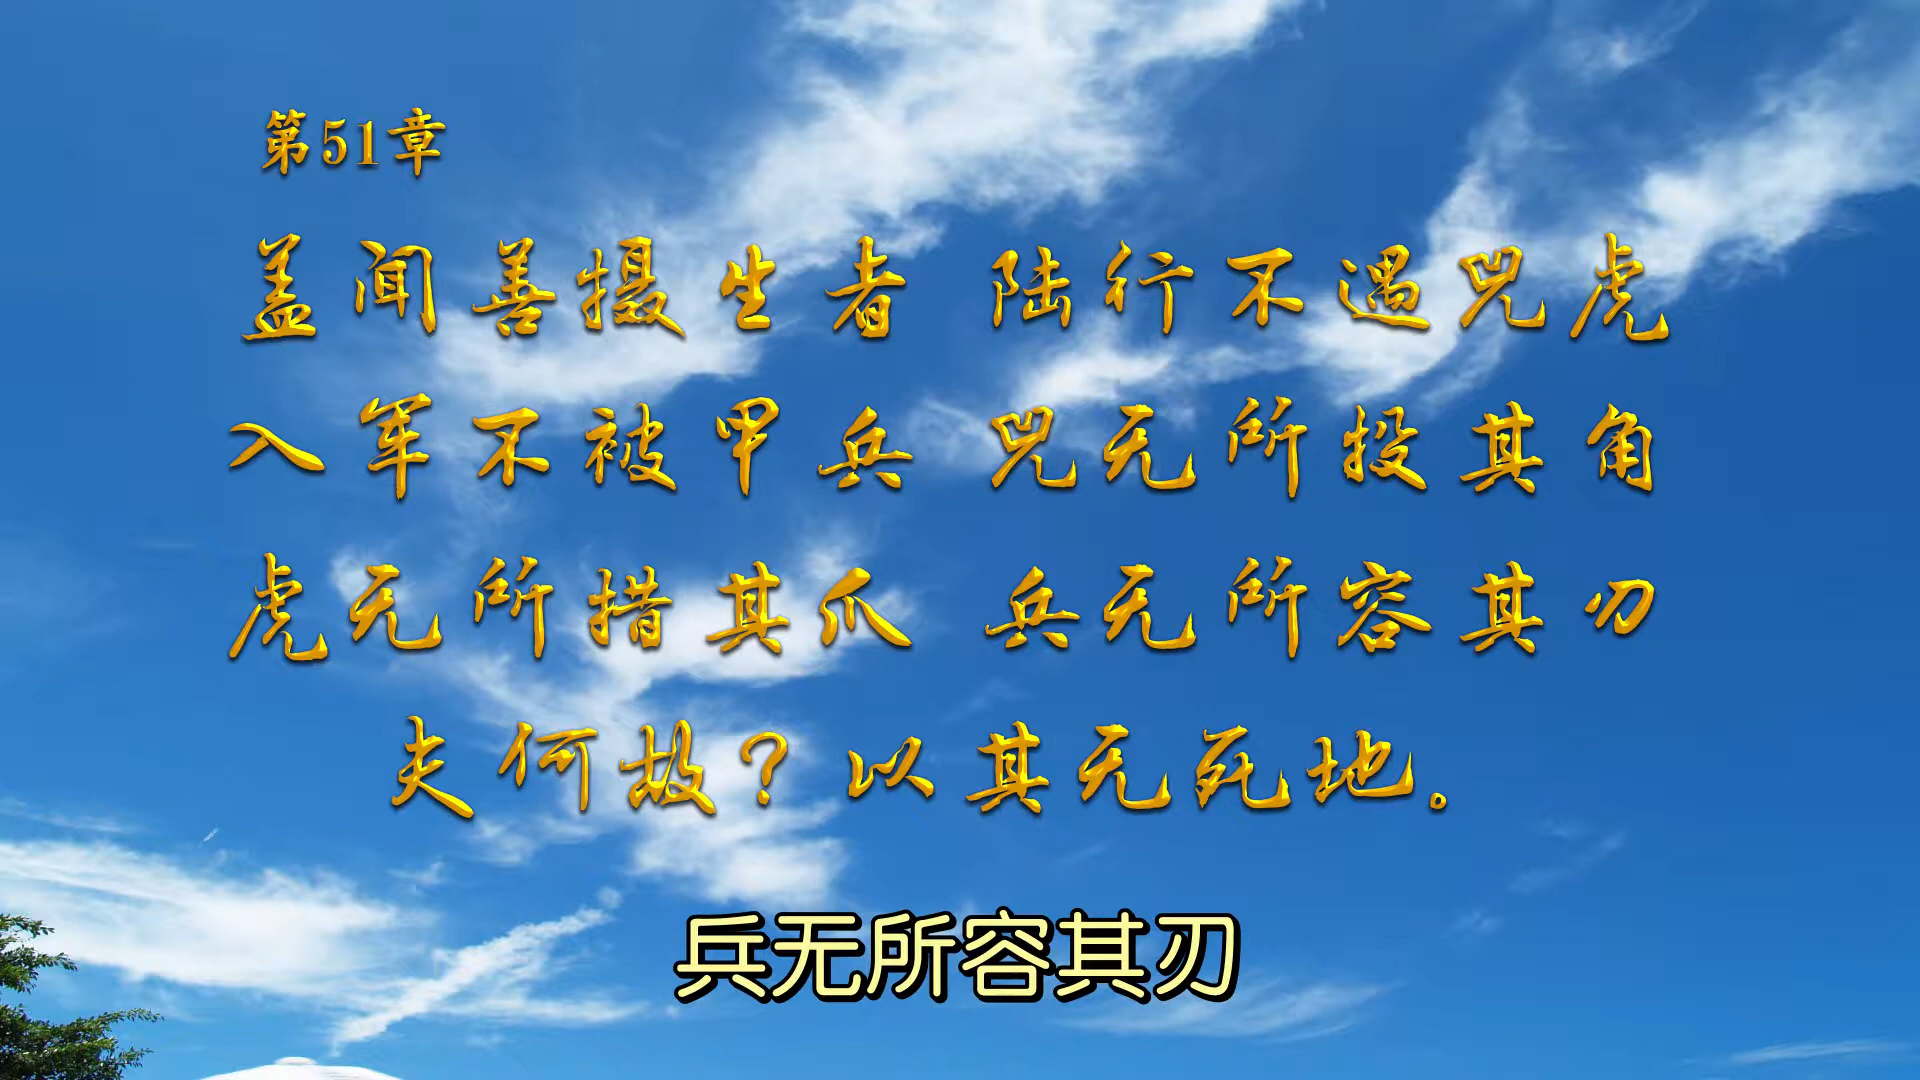 第51章
盖闻善摄生者 陆行不遇兕虎
入军不被甲兵 兕无所投其角
虎无所措其爪 兵无所容其刃
夫何故？以其无死地。
兵无所容其刃